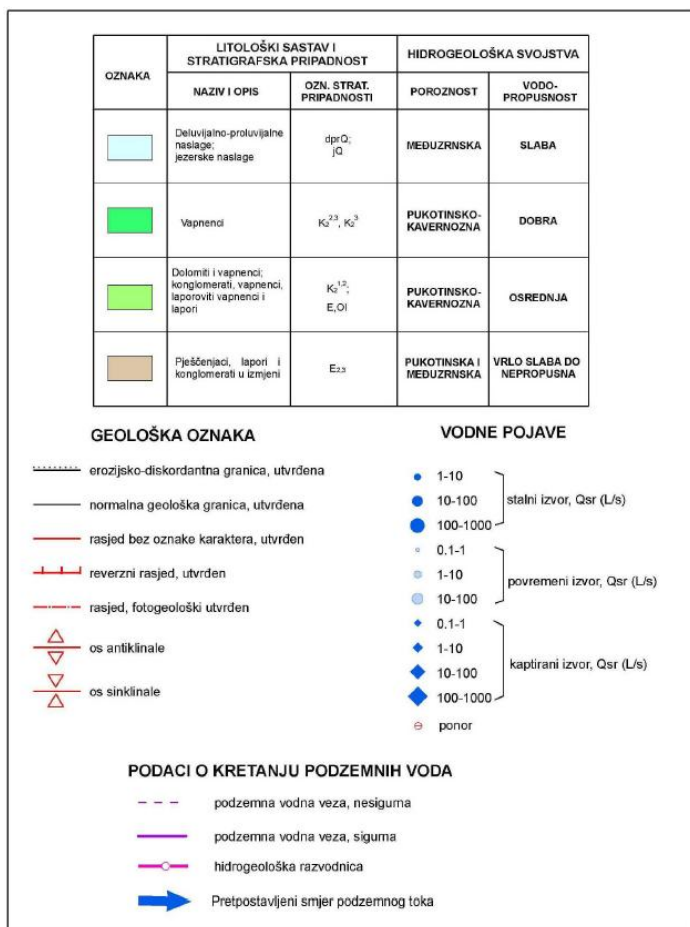 OZNAKA
LITOLOŠKI SASTAV I
STRATIGRAFSKA PRIPADNOST
HIDROGEOLOŠKA SVOJSTVA
NAZIV I OPIS
OZN. STRAT.
PRIPADNOSTI
POROZNOST
VODO-
PROPUSNOST
Deluvijalno-proluvijalne
naslage;
jezerske naslage
dprQ;
jQ
MEĐUZRNSKA
SLABA
Vapnenci
K₂²,³, K₂³
PUKOTINSKO-
KAVERNOZNA
DOBRA
Dolomiti i vapnenci;
konglomerati, vapnenci,
laporoviti vapnenci i
lapori
K₂¹,²;
E,Ol
PUKOTINSKO-
KAVERNOZNA
OSREDNJA
Pješčenjaci, lapori i
konglomerati u izmjeni
E₂,₃
PUKOTINSKA I
MEĐUZRNSKA
VRLO SLABA DO
NEPROPUSNA
GEOLOŠKA OZNAKA
erozijsko-diskordantna granica, utvrđena
normalna geološka granica, utvrđena
rasjed bez oznake karaktera, utvrđen
reverzni rasjed, utvrđen
rasjed, fotogeološki utvrđen
os antiklinale
os sinklinale
VODNE POJAVE
1-10
10-100
100-1000
stalni izvor, Qsr (L/s)
0.1-1
1-10
10-100
povremeni izvor, Qsr (L/s)
0.1-1
1-10
10-100
100-1000
kaptirani izvor, Qsr (L/s)
ponor
PODACI O KRETANJU PODZEMNIH VODA
podzemna vodna veza, nesigurna
podzemna vodna veza, sigurna
hidrogeološka razvodnica
Pretpostavljeni smjer podzemnog toka